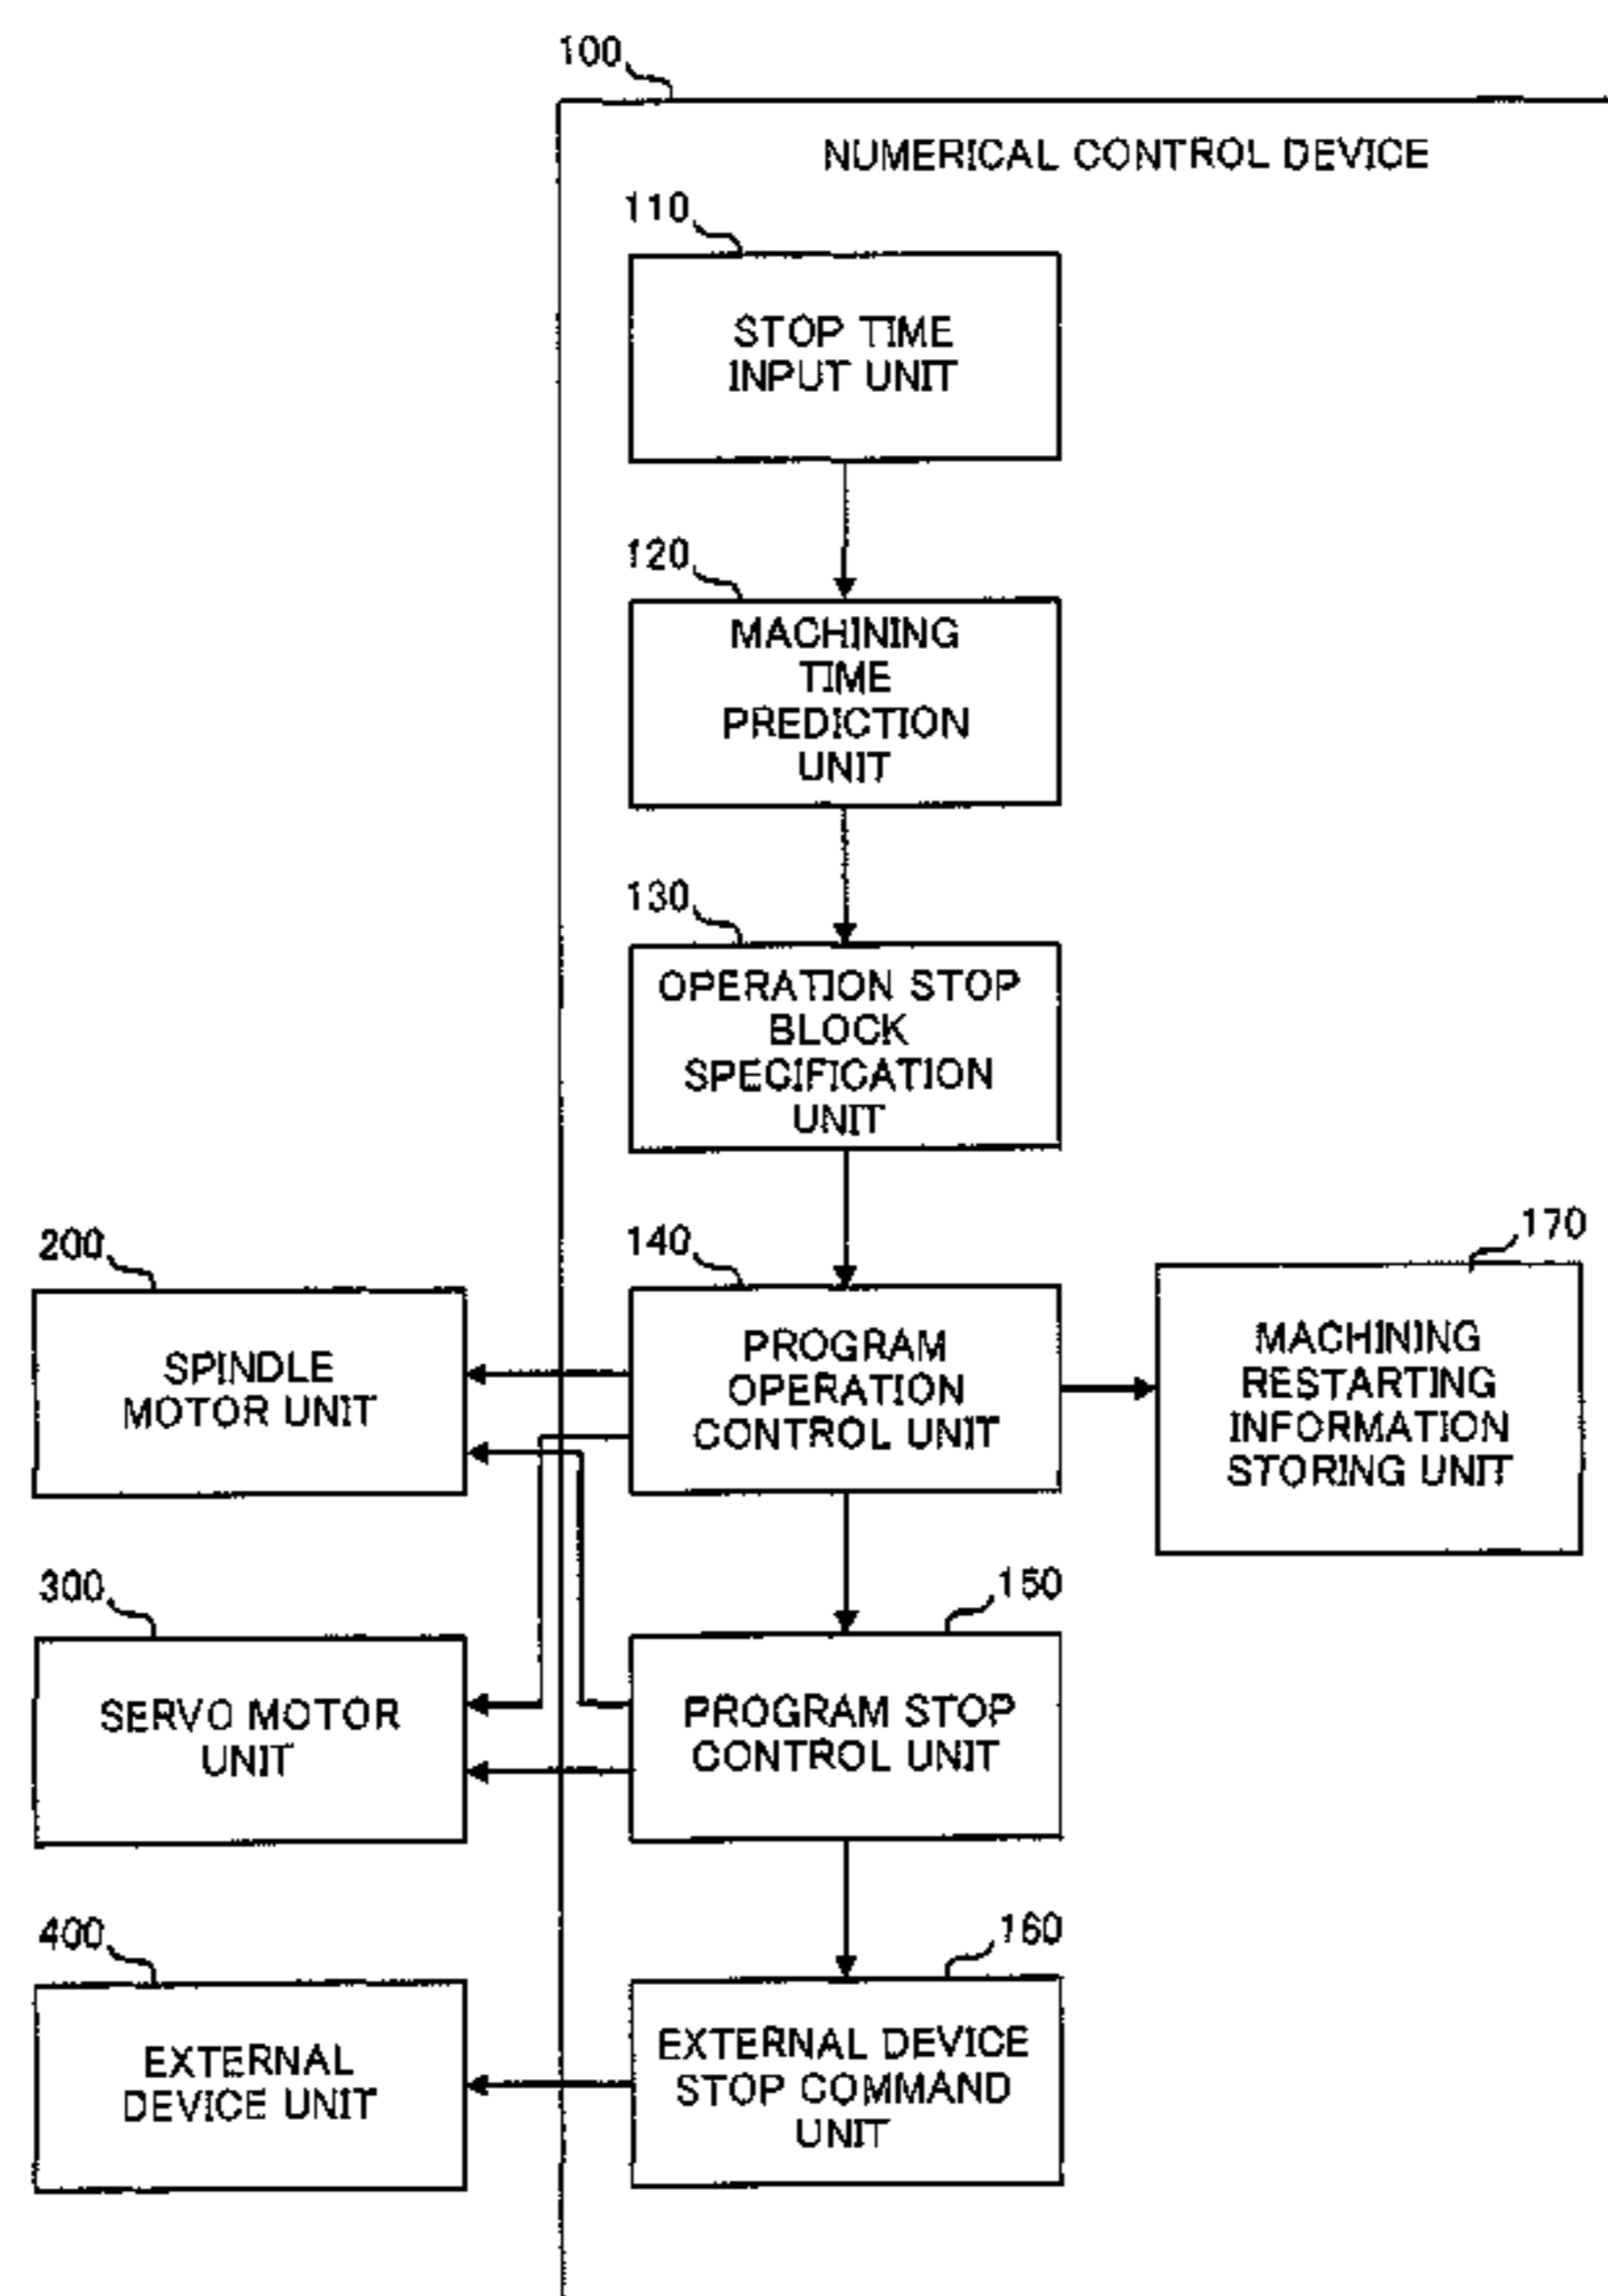 100
NUMERICAL CONTROL DEVICE
110
STOP TIME
INPUT UNIT
120
MACHINING
TIME
PREDICTION
UNIT
130
OPERATION STOP
BLOCK
SPECIFICATION
UNIT
200
SPINDLE
MOTOR UNIT
140
PROGRAM
OPERATION
CONTROL UNIT
170
MACHINING
RESTARTING
INFORMATION
STORING UNIT
300
SERVO MOTOR
UNIT
150
PROGRAM STOP
CONTROL UNIT
400
EXTERNAL
DEVICE UNIT
160
EXTERNAL DEVICE
STOP COMMAND
UNIT